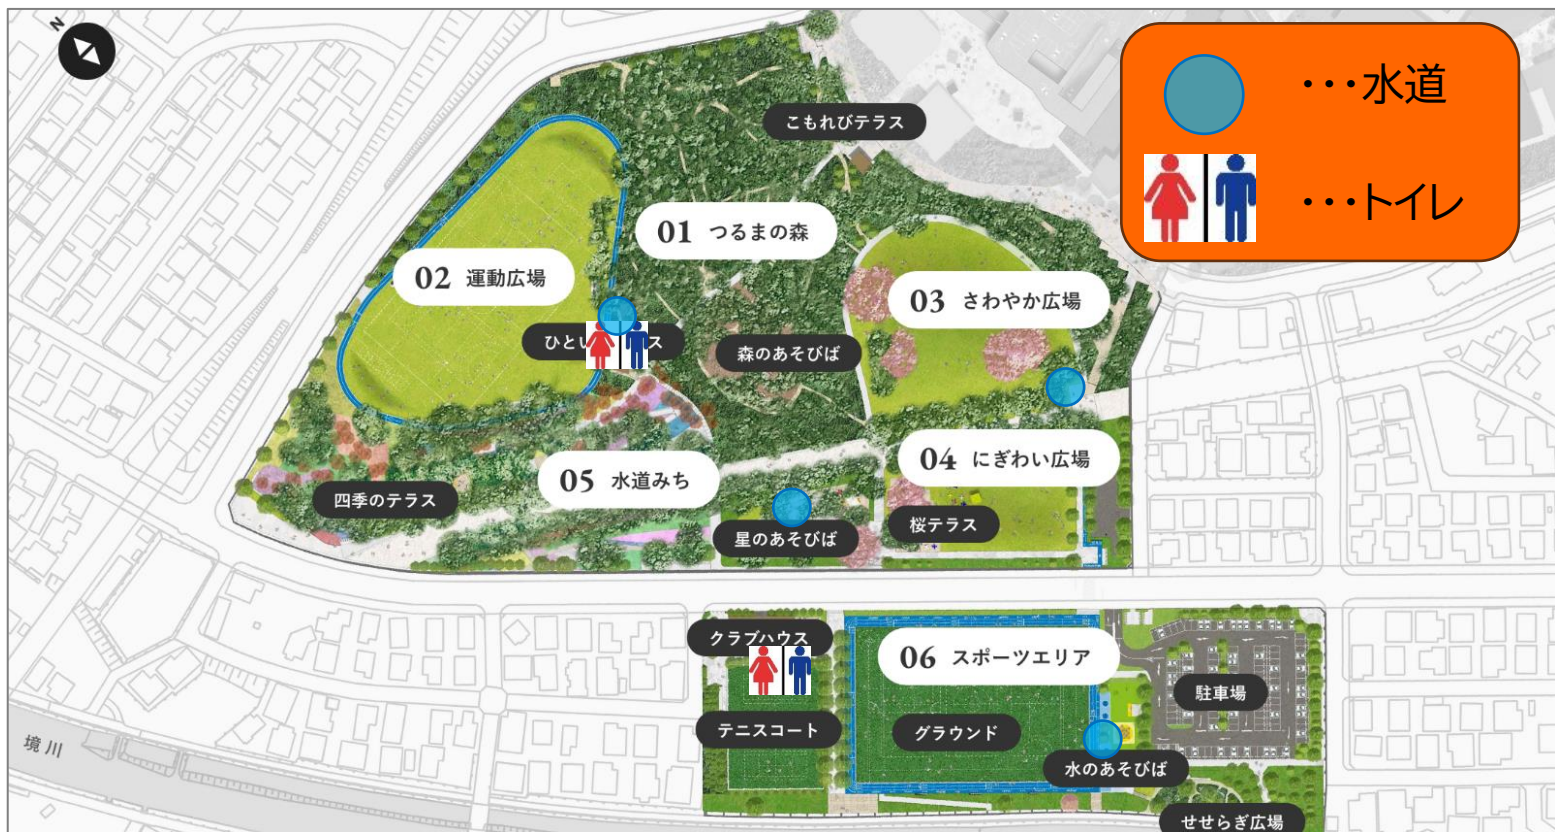 N
・・・水道
・・・トイレ
こもれびテラス
01 つるまの森
02 運動広場
03 さわやか広場
ひとい
ス
森のあそびば
04 にぎわい広場
05 水道みち
四季のテラス
星のあそびば
桜テラス
クラブハウス
06 スポーツエリア
駐車場
テニスコート
グラウンド
境川
水のあそびば
せせらぎ広場